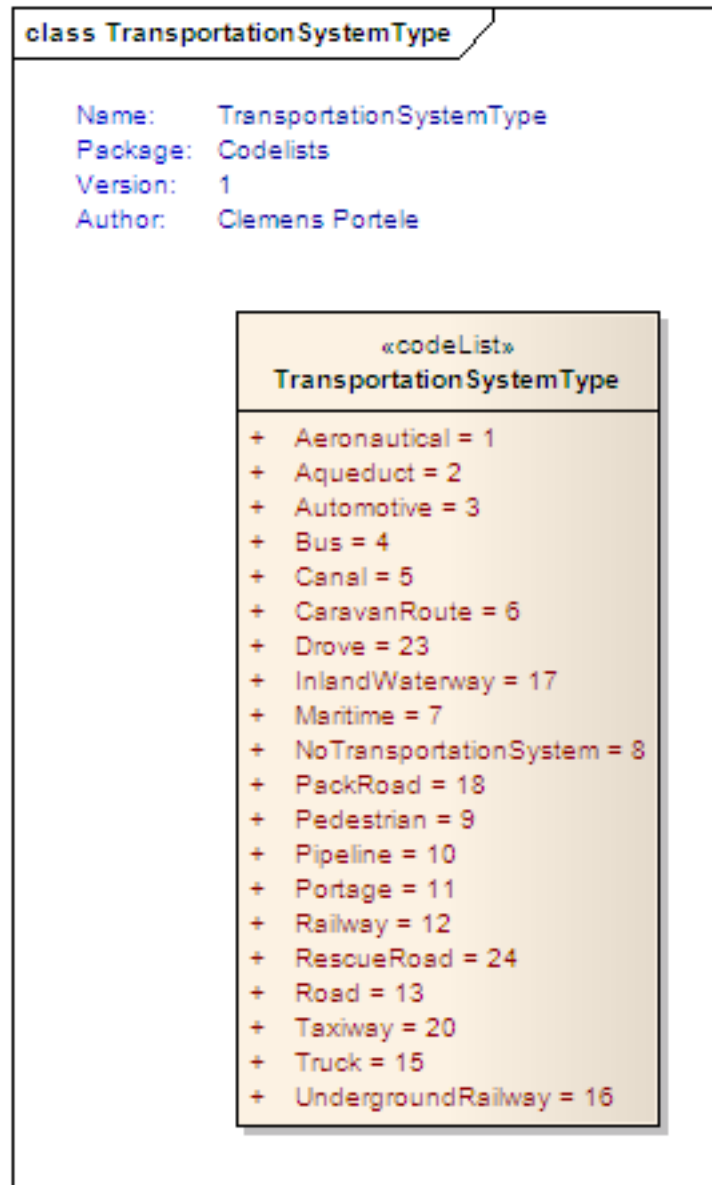 class TransportationSystemType
Name: TransportationSystemType
Package: Codelists
Version: 1
Author: Clemens Portele
«codeList»
TransportationSystemType
+ Aeronautical = 1
+ Aqueduct = 2
+ Automotive = 3
+ Bus = 4
+ Canal = 5
+ CaravanRoute = 6
+ Drove = 23
+ InlandWaterway = 17
+ Maritime = 7
+ NoTransportationSystem = 8
+ PackRoad = 18
+ Pedestrian = 9
+ Pipeline = 10
+ Portage = 11
+ Railway = 12
+ RescueRoad = 24
+ Road = 13
+ Taxiway = 20
+ Truck = 15
+ UndergroundRailway = 16